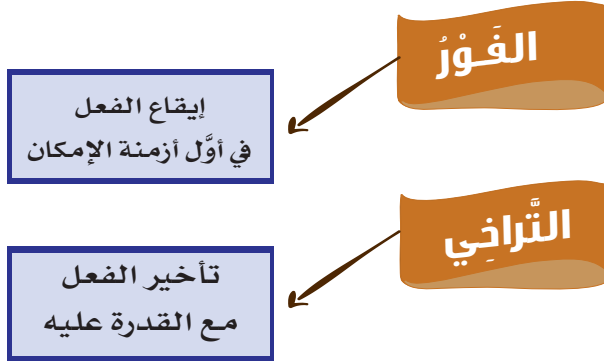 الفَوْرُ
إيقاع الفعل
في أوَّل أزمنة الإمكان
التَّراخِي
تأخير الفعل
مع القدرة عليه